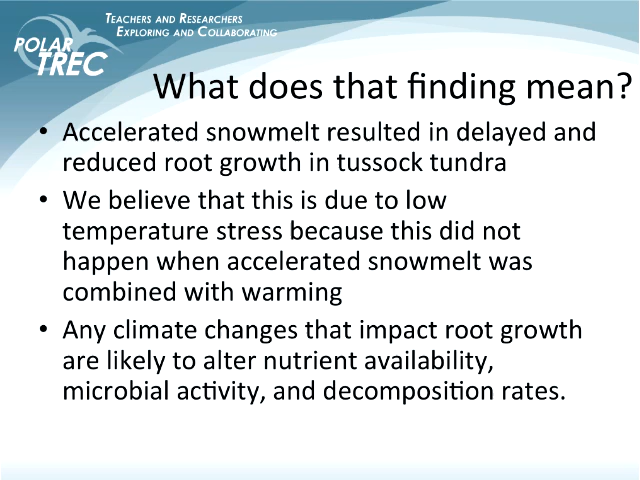 TEACHERS AND RESEARCHERS
EXPLORING AND COLLABORATING
POLAR
TREC
What does that finding mean?
• Accelerated snowmelt resulted in delayed and
reduced root growth in tussock tundra
• We believe that this is due to low
temperature stress because this did not
happen when accelerated snowmelt was
combined with warming
• Any climate changes that impact root growth
are likely to alter nutrient availability,
microbial activity, and decomposition rates.